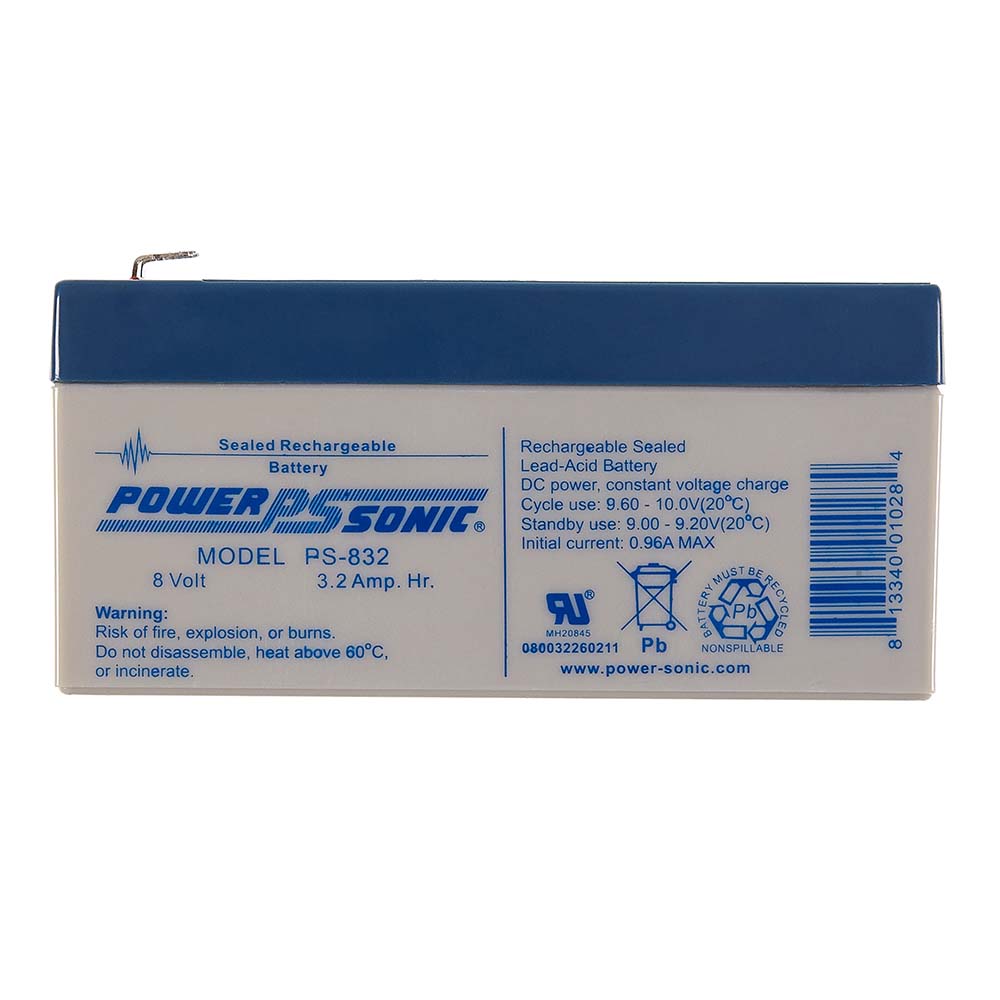 Sealed Rechargeable
Battery
POWER PS SONIC®
MODEL PS-832
8 Volt 3.2 Amp. Hr.
Warning:
Risk of fire, explosion, or burns.
Do not disassemble, heat above 60°C,
or incinerate.
Rechargeable Sealed
Lead-Acid Battery
DC power, constant voltage charge
Cycle use: 9.60 - 10.0V(20°C)
Standby use: 9.00 - 9.20V(20°C)
Initial current: 0.96A MAX
RU®
MH20845
080032260211
Pb
BATTERY MUST BE RECYCLED
Pb
NONSPILLABLE
www.power-sonic.com
8 13340 01028 4